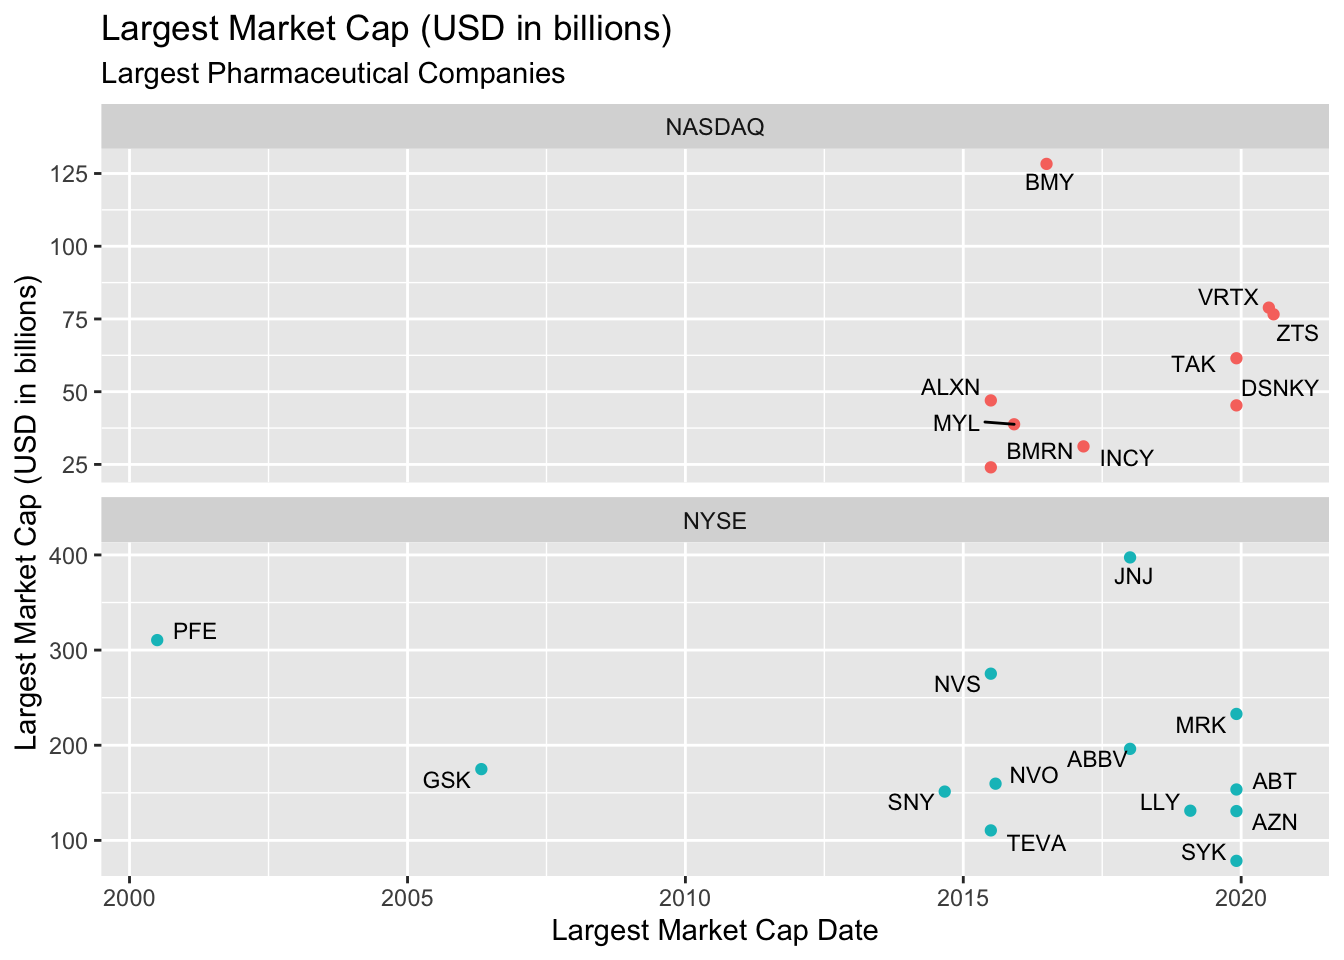 Largest Market Cap (USD in billions)
Largest Pharmaceutical Companies
Largest Market Cap (USD in billions)
NASDAQ
125
100
75
50
25
BMY
VRTX
ZTS
TAK
DSNKY
ALXN
MYL
BMRN
INCY
NYSE
400
300
200
100
JNJ
PFE
NVS
MRK
ABBV
GSK
NVO
ABT
SNY
LLY
AZN
TEVA
SYK
2000 2005 2010 2015 2020
Largest Market Cap Date